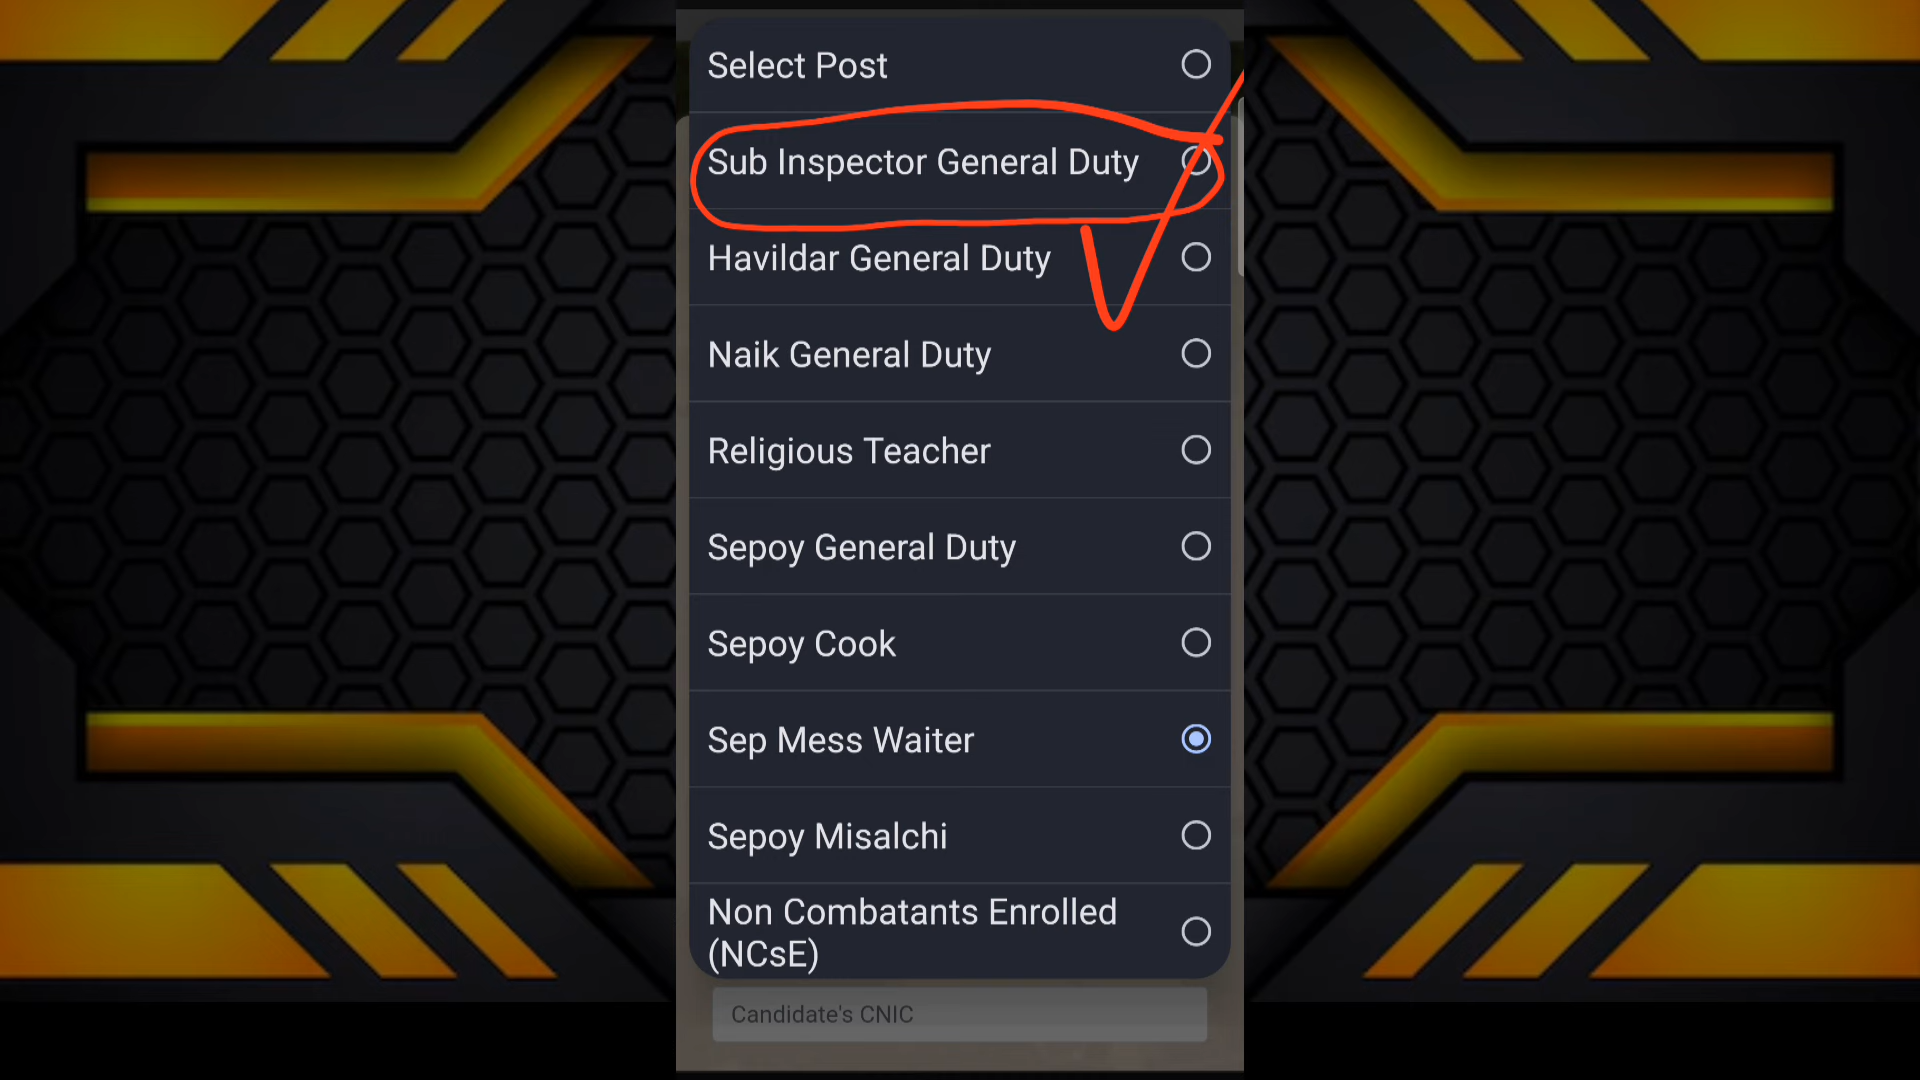 Select Post
Sub Inspector General Duty
Havildar General Duty
Naik General Duty
Religious Teacher
Sepoy General Duty
Sepoy Cook
Sep Mess Waiter
Sepoy Misalchi
Non Combatants Enrolled
(NCsE)
Candidate's CNIC